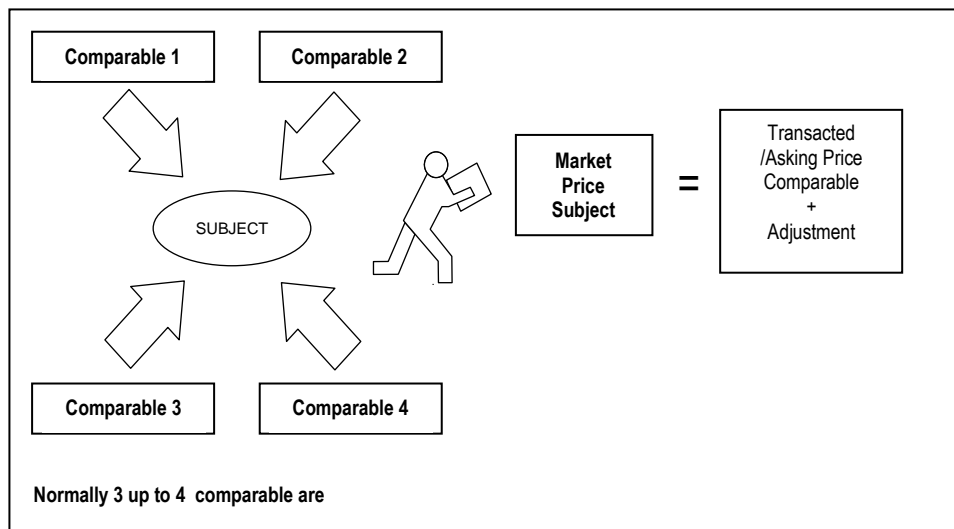 Comparable 1
Comparable 2
SUBJECT
Market
Price
Subject
=
Transacted
/Asking Price
Comparable
+
Adjustment
Comparable 3
Comparable 4
Normally 3 up to 4 comparable are